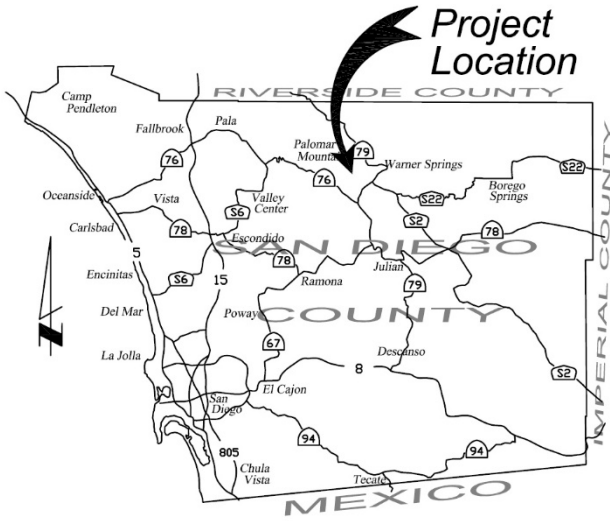 Project
Location
RIVERSIDE COUNTY
Camp
Pendleton
Fallbrook
Pala
Palomar
Mounta
79
Warner Springs
S22
76
76
Borego
Springs
Oceanside
Vista
Valley
Center
S6
S22
S2
Carlsbad
78
Escondido
78
5
SAN DIEGO
COUNTY
IMPERIAL COUNTY
Encinitas
S6
15
78
Ramona
Julian
79
Del Mar
Poway
67
La Jolla
Descanso
8
S2
El Cajon
San
Diego
94
94
805
Chula
Vista
Tecate
MEXICO